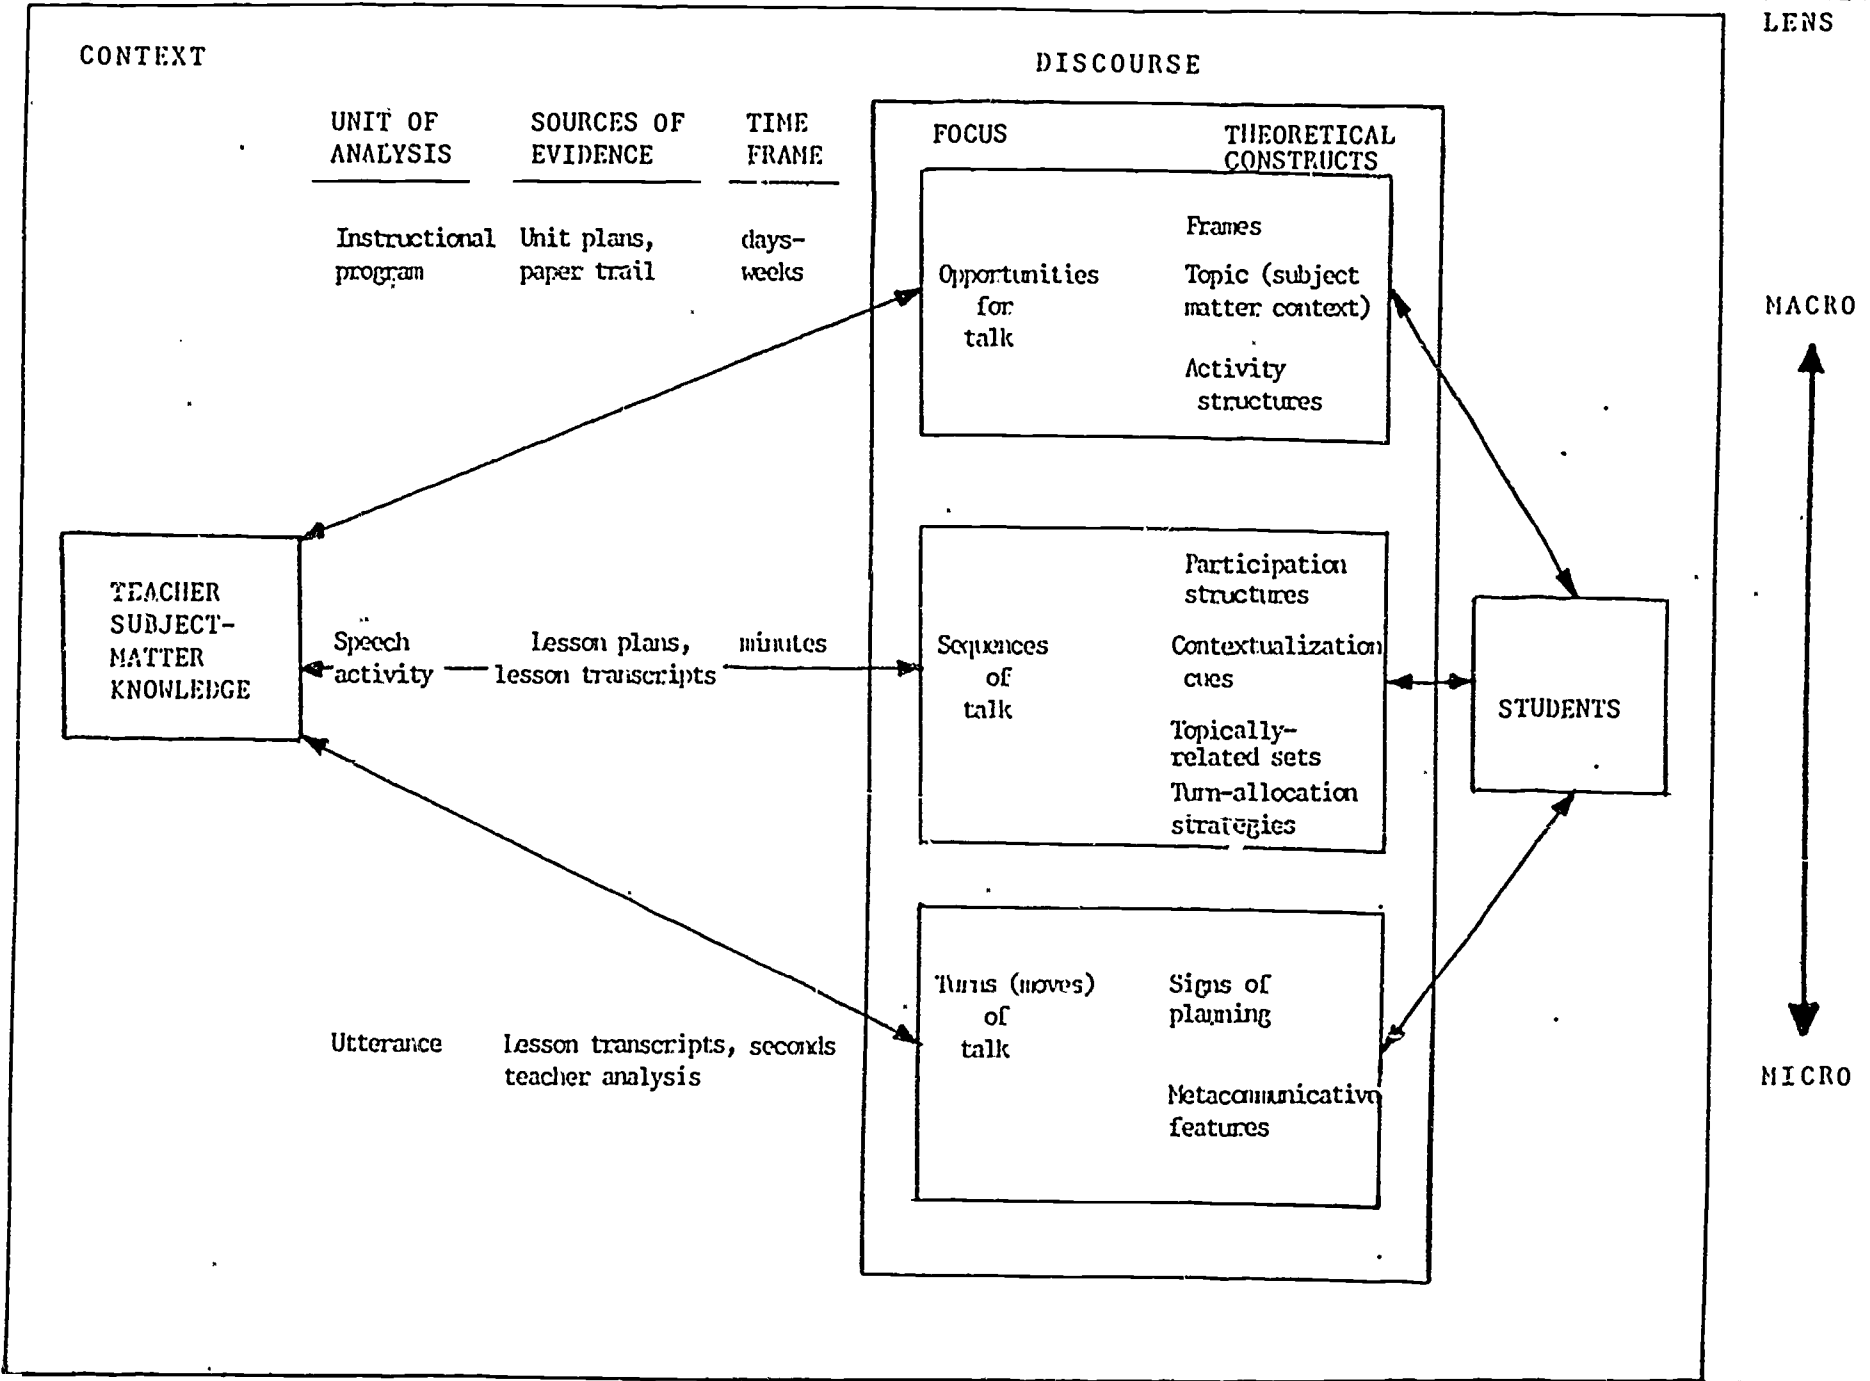 LENS
CONTEXT
DISCOURSE
UNIT OF
ANALYSIS
SOURCES OF
EVIDENCE
TIME
FRAME
FOCUS
THEORETICAL
CONSTRUCTS
Instructional
program
Unit plans,
paper trail
days-
weeks
Opportunities
for
talk
Frames
Topic (subject
matter context)
Activity
structures
MACRO
TEACHER
SUBJECT-
MATTER
KNOWLEDGE
Speech
activity
Lesson plans,
lesson transcripts
minutes
Sequences
of
talk
Participation
structures
Contextualization
cues
Topically-
related sets
Turn-allocation
strategies
STUDENTS
Utterance
Lesson transcripts,
teacher analysis
seconds
Turns (moves)
of
talk
Signs of
planning
Metacommunicative
features
MICRO